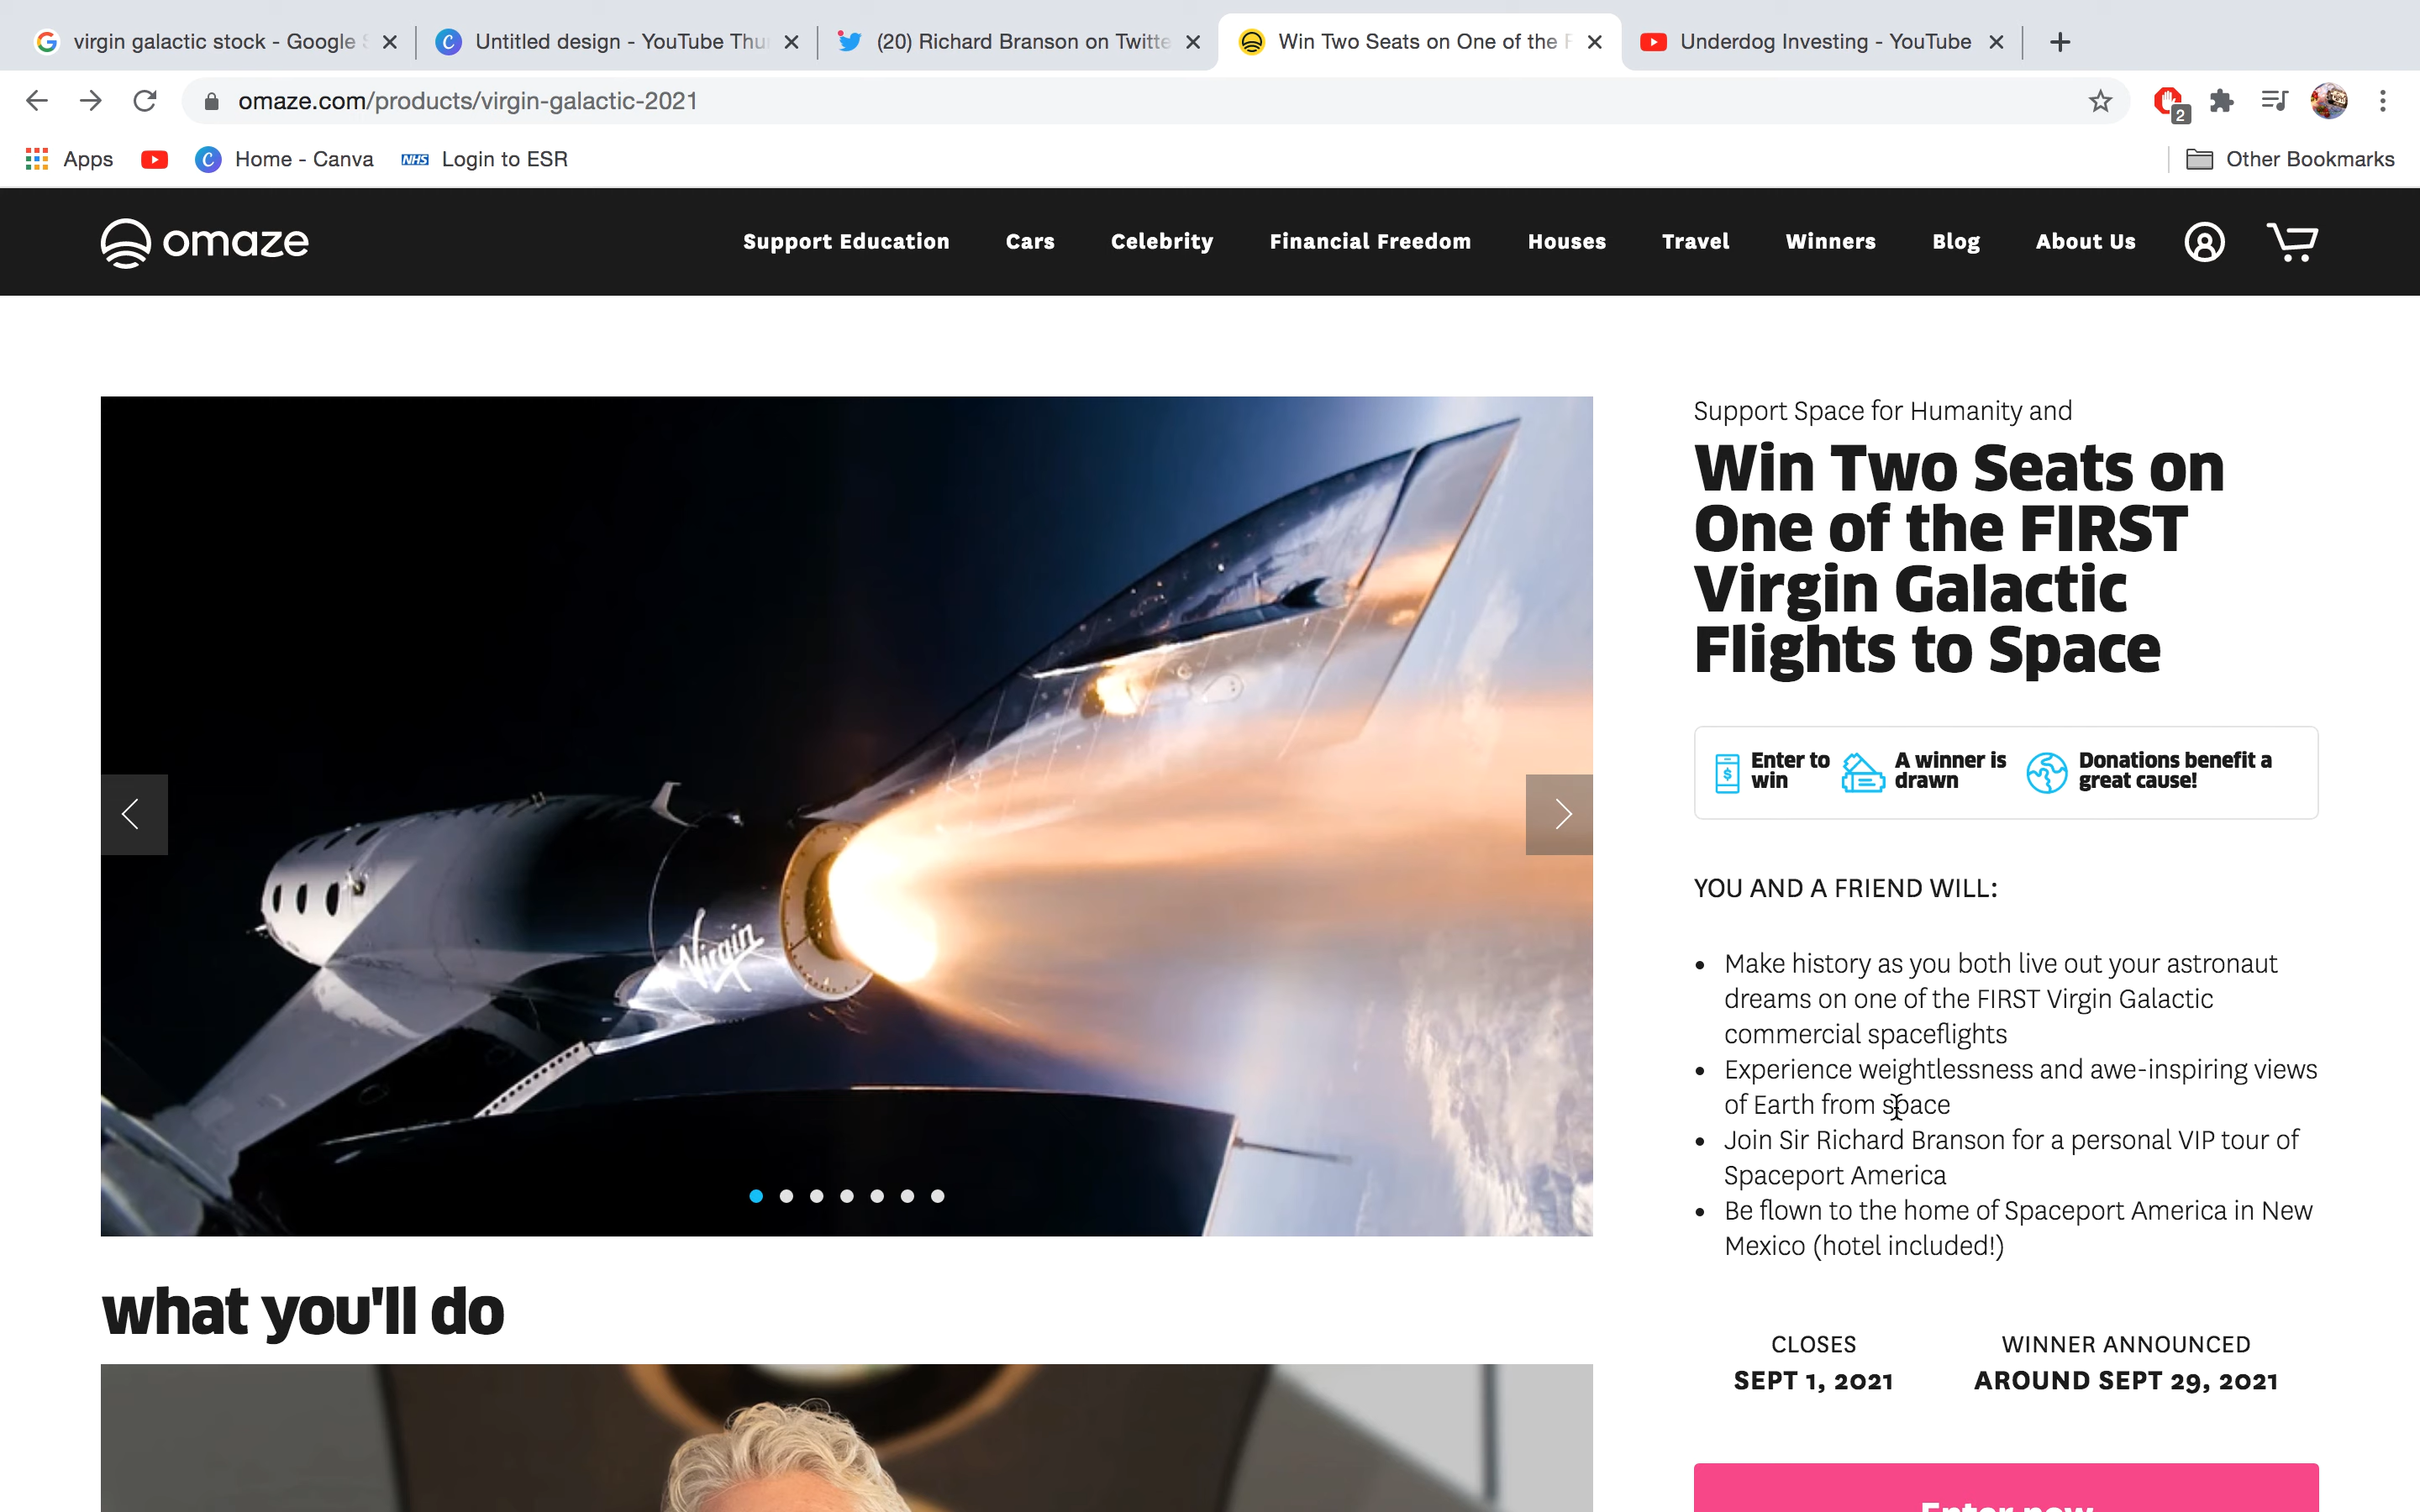 virgin galactic stock - Google
Untitled design - YouTube Thu
(20) Richard Branson on Twitte
Win Two Seats on One of the F
Underdog Investing - YouTube
omaze.com/products/virgin-galactic-2021
2
Apps
Home - Canva
NHS
Login to ESR
Other Bookmarks
omaze
Support Education
Cars
Celebrity
Financial Freedom
Houses
Travel
Winners
Blog
About Us
Virgin
Support Space for Humanity and
Win Two Seats on
One of the FIRST
Virgin Galactic
Flights to Space
Enter to
win
A winner is
drawn
Donations benefit a
great cause!
YOU AND A FRIEND WILL:
• Make history as you both live out your astronaut
dreams on one of the FIRST Virgin Galactic
commercial spaceflights
• Experience weightlessness and awe-inspiring views
of Earth from space
• Join Sir Richard Branson for a personal VIP tour of
Spaceport America
• Be flown to the home of Spaceport America in New
Mexico (hotel included!)
CLOSES
SEPT 1, 2021
WINNER ANNOUNCED
AROUND SEPT 29, 2021
Enter now
what you'll do